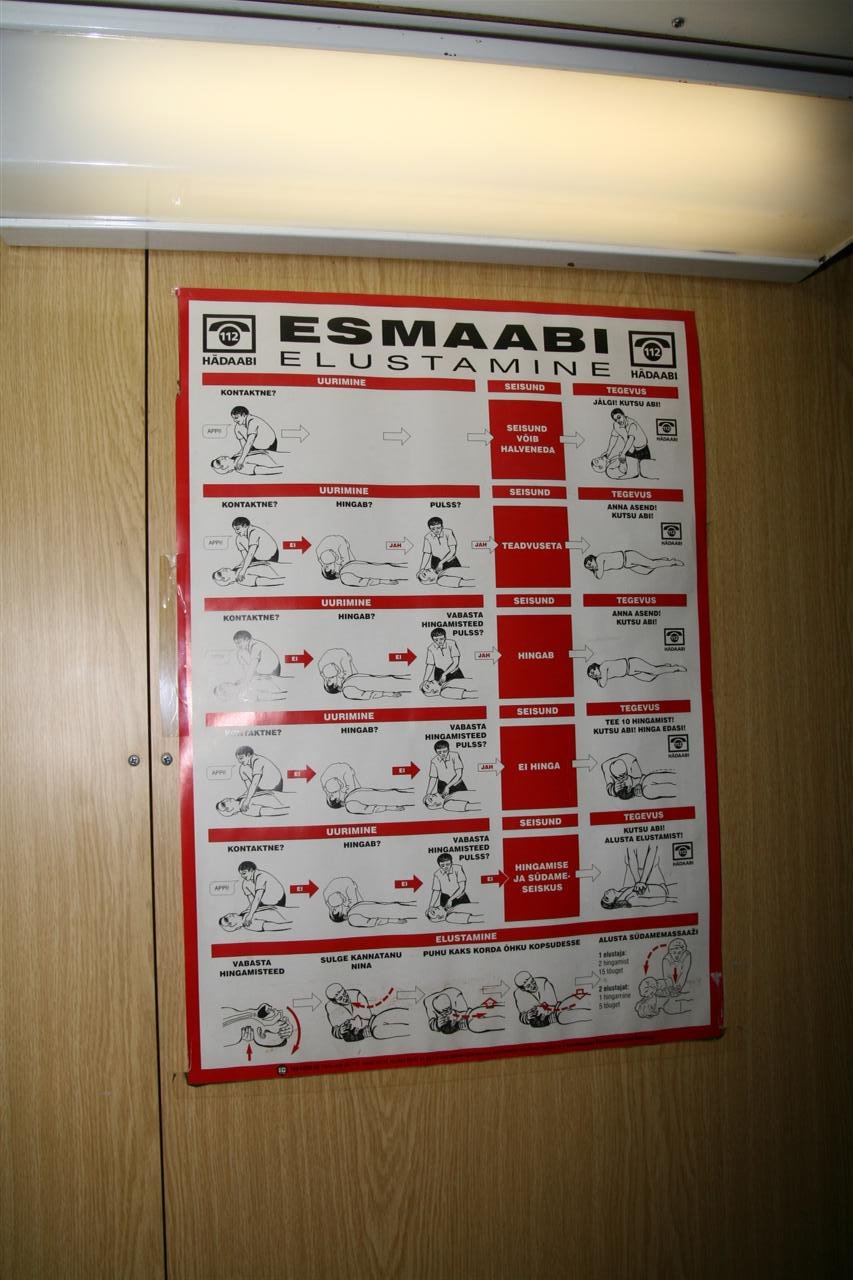 ESMAABI
ELUSTAMINE
112
HÄDAABI
112
HÄDAABI
UURIMINE
SEISUND
TEGEVUS
KONTAKTNE?
JÄLGI! KUTSU ABI!
APPI!
SEISUND
VÕIB
HALVENEDA
HÄDAABI
UURIMINE
SEISUND
TEGEVUS
KONTAKTNE?
HINGAB?
PULSS?
ANNA ASEND!
KUTSU ABI!
APPI!
EI
JAH
JAH
TEADVUSETA
HÄDAABI
UURIMINE
SEISUND
TEGEVUS
KONTAKTNE?
HINGAB?
VABASTA
HINGAMISTEED
PULSS?
ANNA ASEND!
KUTSU ABI!
EI
EI
JAH
HINGAB
HÄDAABI
UURIMINE
SEISUND
TEGEVUS
KONTAKTNE?
HINGAB?
VABASTA
HINGAMISTEED
PULSS?
TEE 10 HINGAMIST!
KUTSU ABI! HINGA EDASI!
APPI!
EI
EI
JAH
EI HINGA
HÄDAABI
UURIMINE
SEISUND
TEGEVUS
KONTAKTNE?
HINGAB?
VABASTA
HINGAMISTEED
PULSS?
KUTSU ABI!
ALUSTA ELUSTAMIST!
APPI!
EI
EI
EI
HINGAMISE
JA SÜDAME-
SEISKUS
HÄDAABI
ELUSTAMINE
VABASTA
HINGAMISTEED
SULGE KANNATANU
NINA
PUHU KAKS KORDA ÕHKU KOPSUDESSE
ALUSTA SÜDAMEMASSAAŽI
1 elustaja:
2 hingamist
15 tõuget
2 elustajat:
1 hingamine
5 tõuget